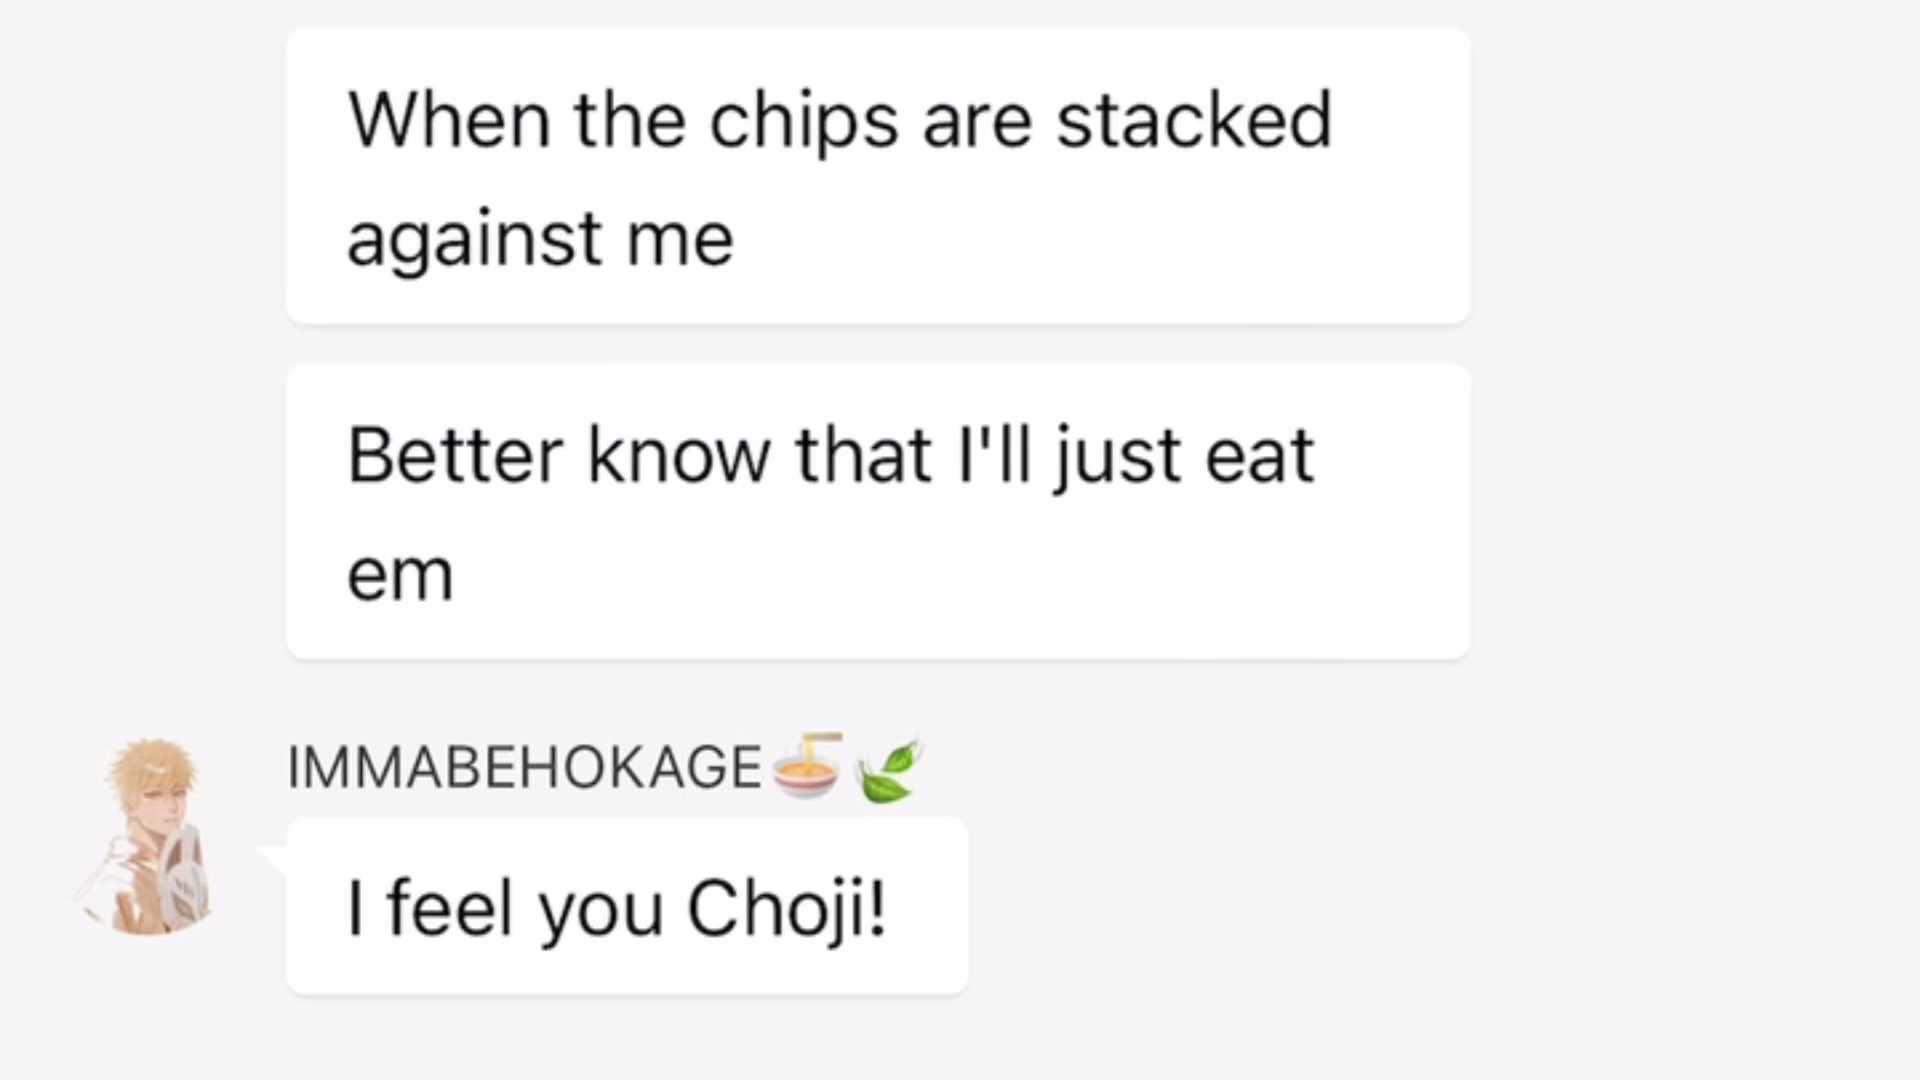 When the chips are stacked
against me
Better know that I'll just eat
em
IMMABEHOKAGE🍜🍃
I feel you Choji!